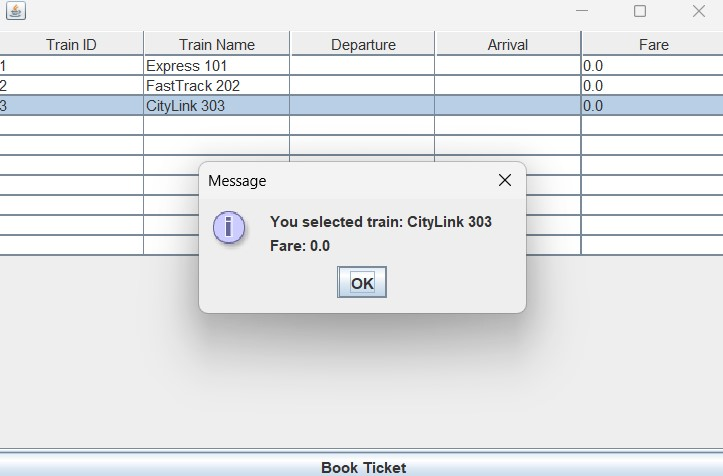 Train ID Train Name Departure Arrival Fare
1 Express 101 0.0
2 FastTrack 202 0.0
3 CityLink 303 0.0
Message
You selected train: CityLink 303
Fare: 0.0
OK
Book Ticket